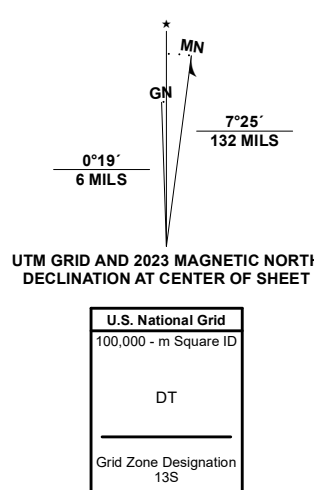 ★
MN
GN
7°25´
132 MILS
0°19´
6 MILS
UTM GRID AND 2023 MAGNETIC NORTH
DECLINATION AT CENTER OF SHEET
U.S. National Grid
100,000 - m Square ID
DT
Grid Zone Designation
13S